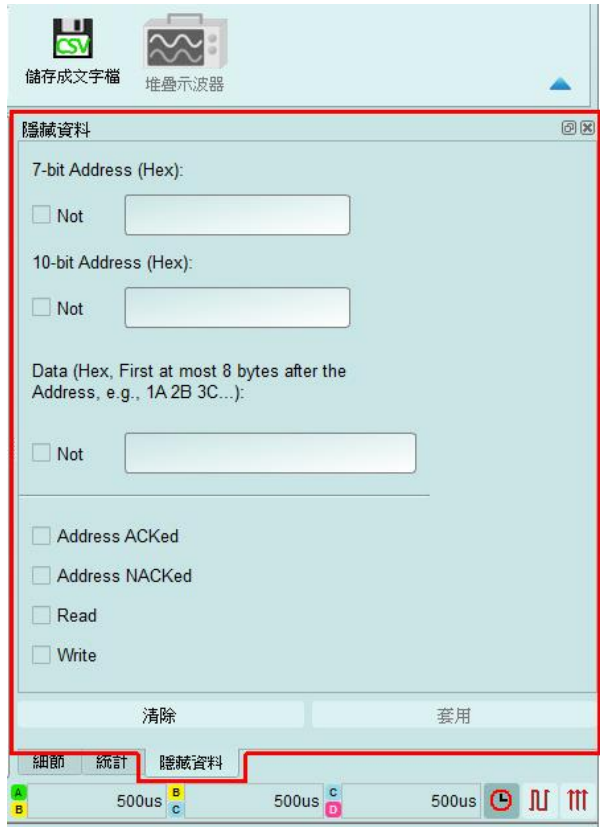 CSV
儲存成文字檔
堆疊示波器
隱藏資料
7-bit Address (Hex):
Not
10-bit Address (Hex):
Not
Data (Hex, First at most 8 bytes after the
Address, e.g., 1A 2B 3C...):
Not
Address ACKed
Address NACKed
Read
Write
清除 套用
細節 統計 隱藏資料
A B 500us B C 500us C D 500us